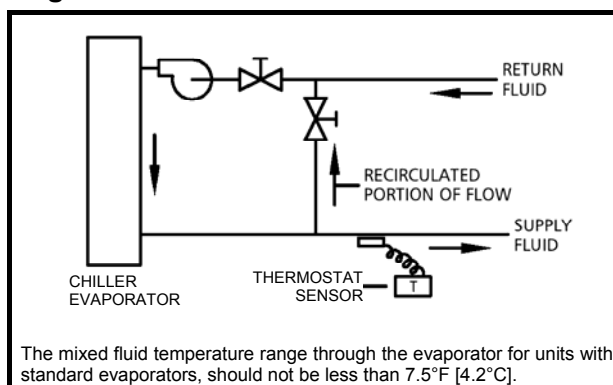 RETURN
FLUID
RECIRCULATED
PORTION OF FLOW
SUPPLY
FLUID
CHILLER
EVAPORATOR
THERMOSTAT
SENSOR
T
The mixed fluid temperature range through the evaporator for units with
standard evaporators, should not be less than 7.5°F [4.2°C].